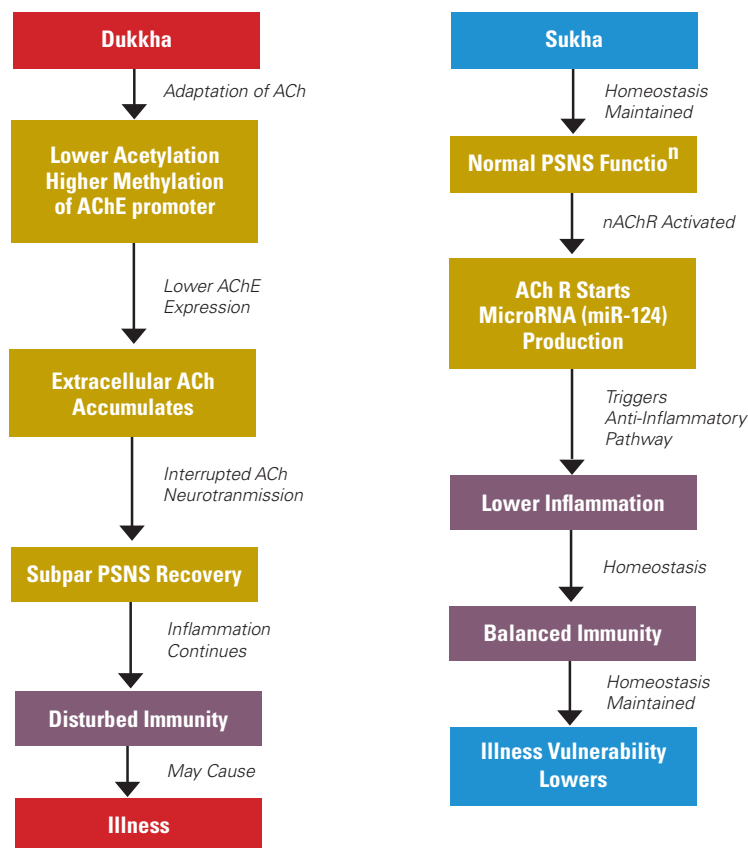 Dukkha
Adaptation of ACh
Lower Acetylation
Higher Methylation
of AChE promoter
Lower AChE
Expression
Extracellular ACh
Accumulates
Interrupted ACh
Neurotranmission
Subpar PSNS Recovery
Inflammation
Continues
Disturbed Immunity
May Cause
Illness
Sukha
Homeostasis
Maintained
Normal PSNS Function
nAChR Activated
ACh R Starts
MicroRNA (miR-124)
Production
Triggers
Anti-Inflammatory
Pathway
Lower Inflammation
Homeostasis
Balanced Immunity
Homeostasis
Maintained
Illness Vulnerability
Lowers